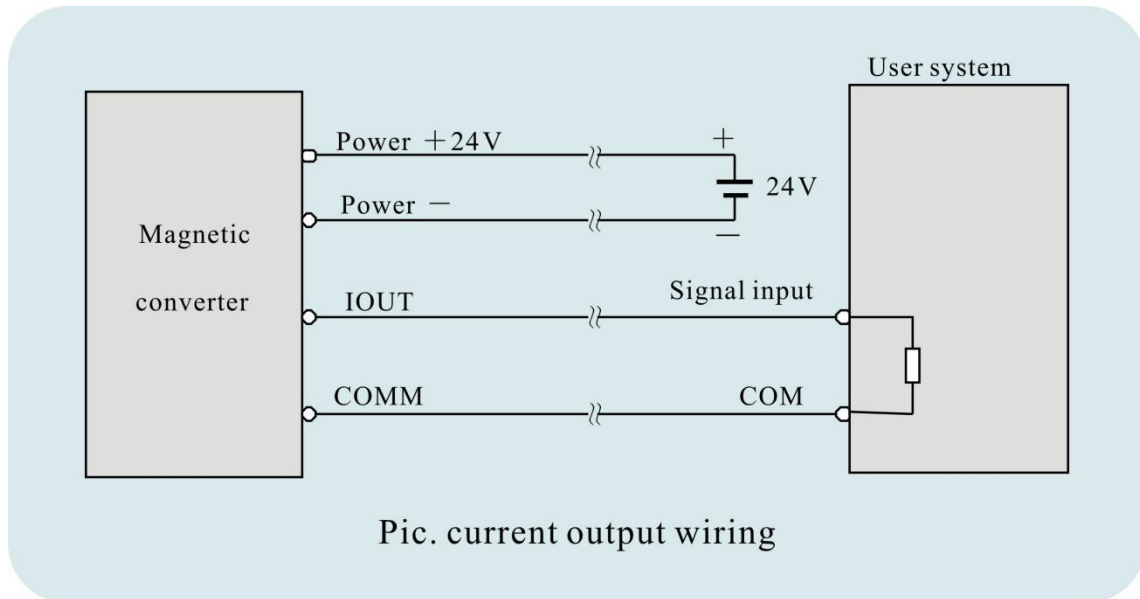 User system
Power ＋24V
+
24V
Power －
－
Magnetic
converter
IOUT
Signal input
COMM
COM
Pic. current output wiring